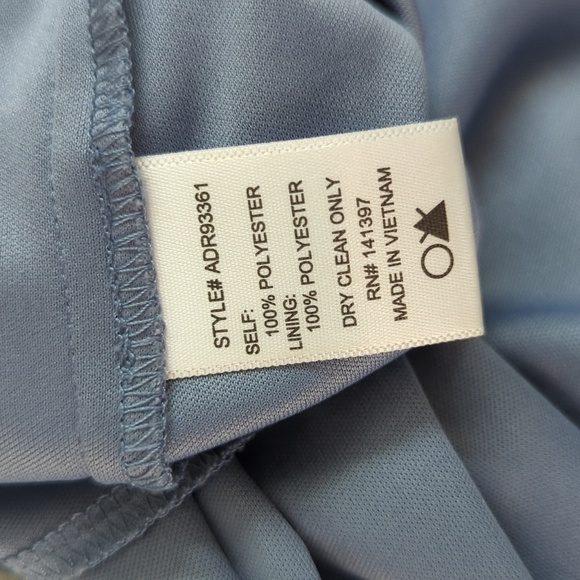 STYLE# ADR93361
SELF:
100% POLYESTER
LINING:
100% POLYESTER
DRY CLEAN ONLY
RN# 141397
MADE IN VIETNAM